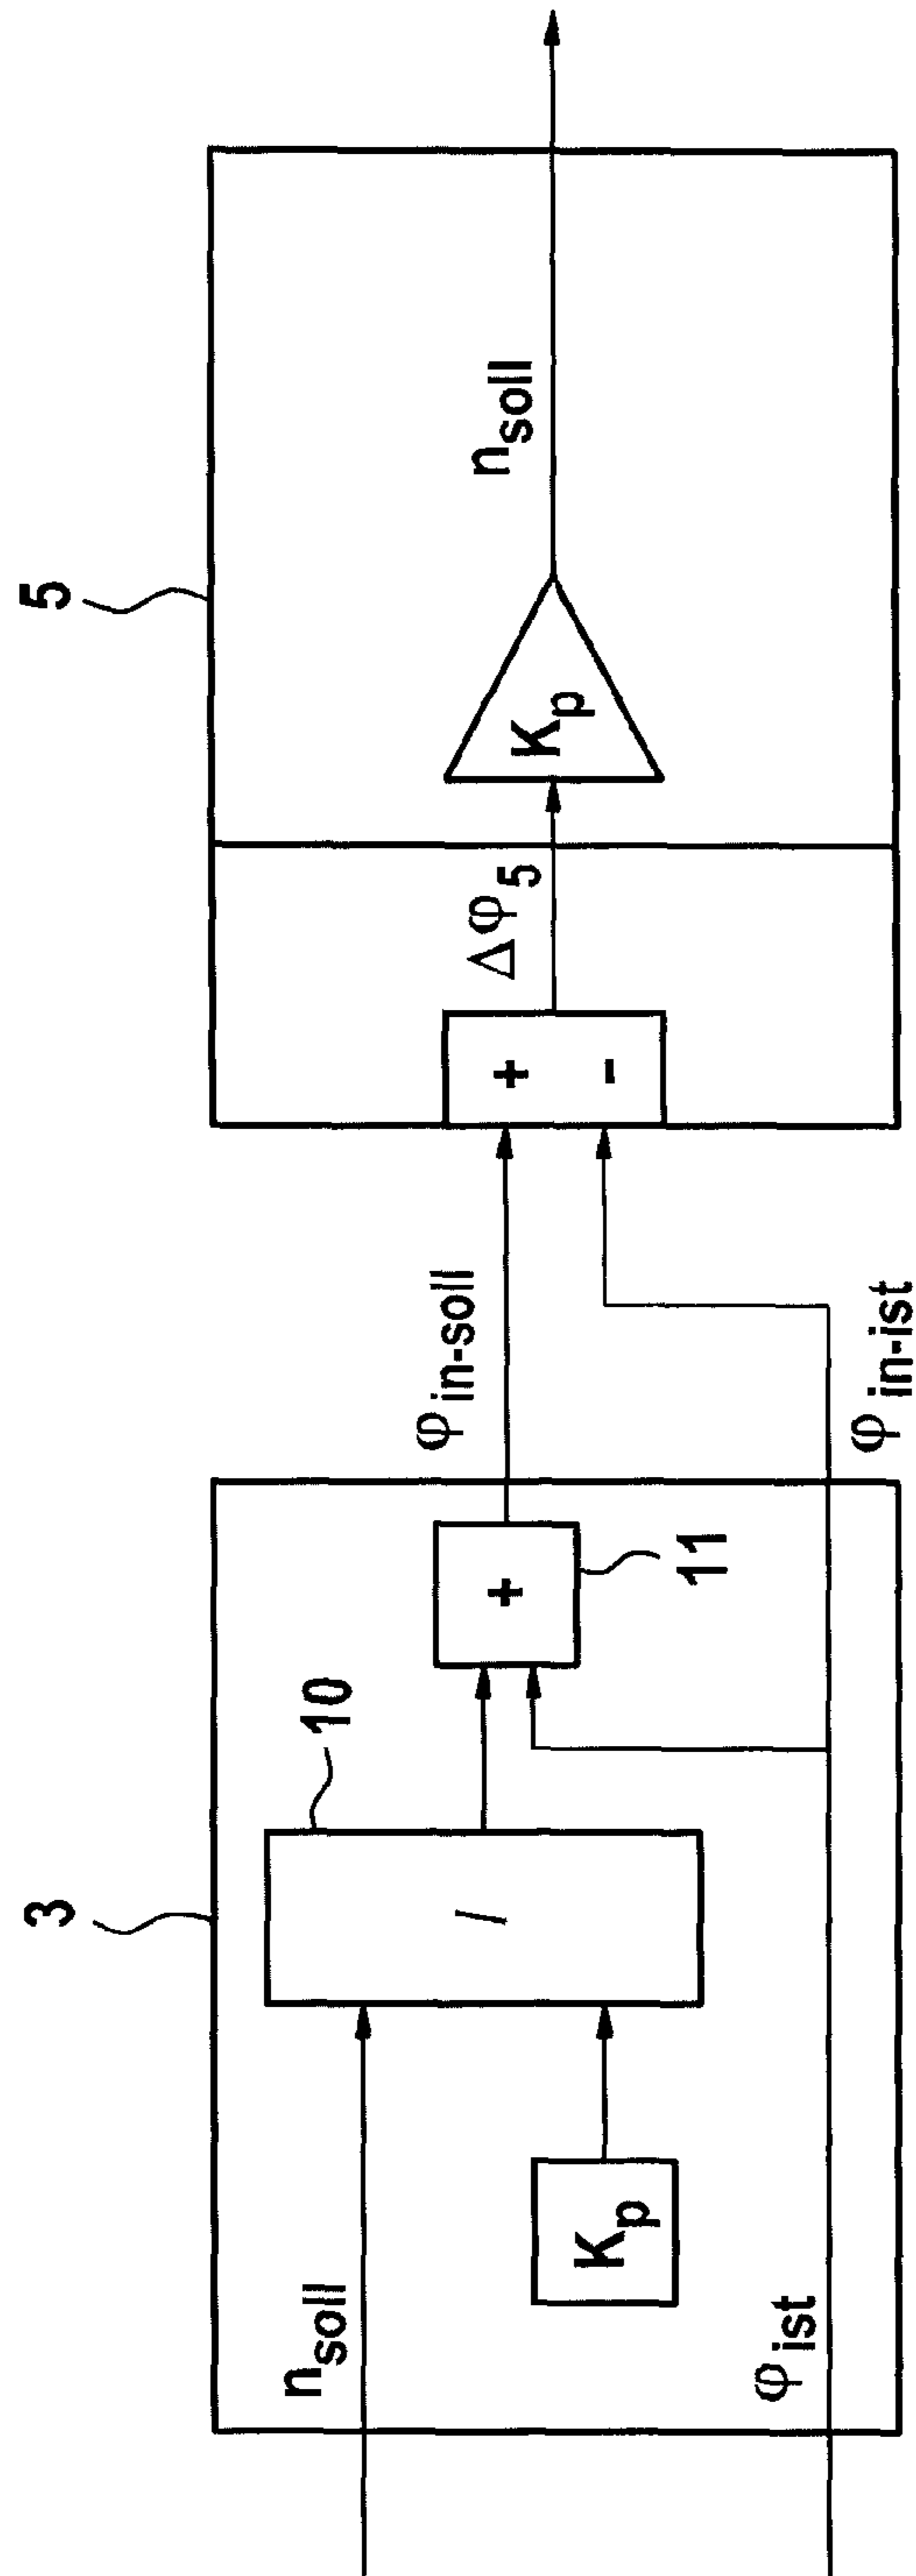 3
5
10
n_soll
/
+
11
φ_in-soll
+
-
Δφ_5
K_p
n_soll
K_p
φ_ist
φ_in-ist